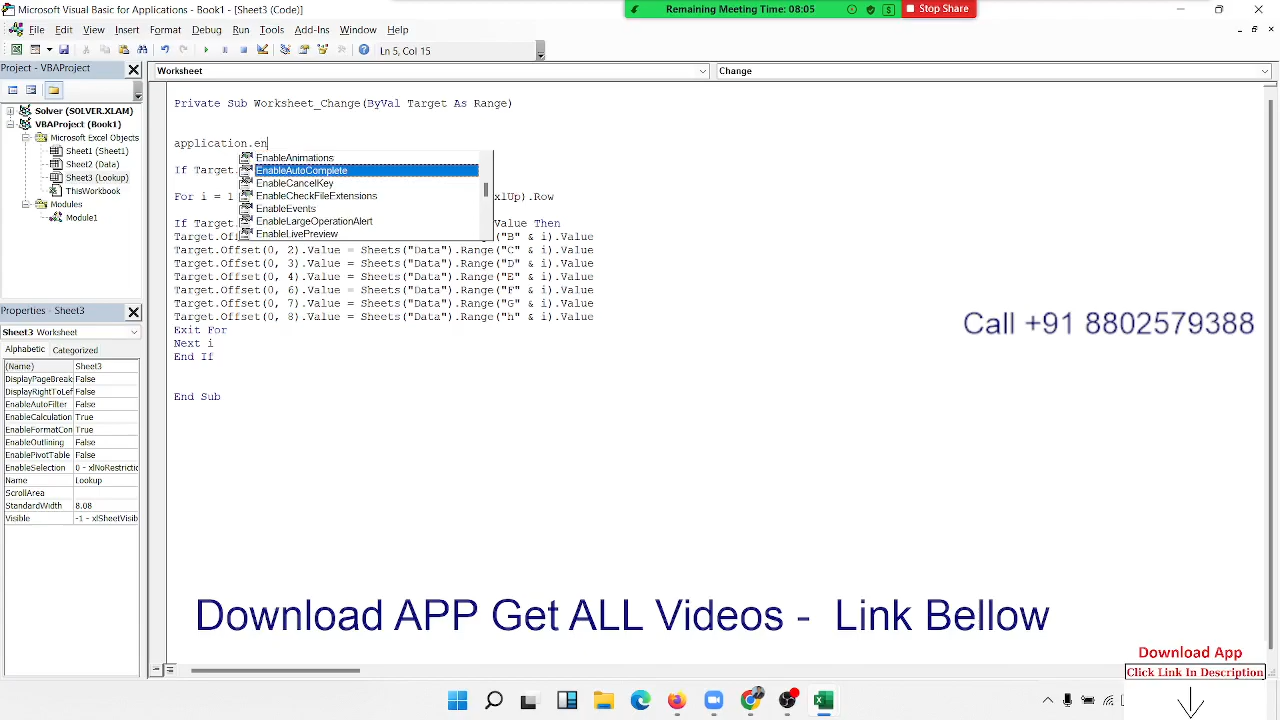 Microsoft Visual Basic for Applications - Book1 - [Sheet3 (Code)]
Remaining Meeting Time: 08:05
Stop Share
File Edit View Insert Format Debug Run Tools Add-Ins Window Help
Ln 5, Col 15
Project - VBAProject
Worksheet
Change
Solver (SOLVER.XLAM)
VBAProject (Book1)
Microsoft Excel Objects
Sheet1 (Sheet1)
Sheet2 (Data)
Sheet3 (Lookup)
ThisWorkbook
Modules
Module1
Private Sub Worksheet_Change(ByVal Target As Range)
application.en
EnableAnimations
EnableAutoComplete
EnableCancelKey
EnableCheckFileExtensions
EnableEvents
EnableLargeOperationAlert
EnableLivePreview
If Target.
For i = 1 xlUp).Row
If Target. Value Then
Target.Off ge("B" & i).Value
Target.Offset(0, 2).Value = Sheets("Data").Range("C" & i).Value
Target.Offset(0, 3).Value = Sheets("Data").Range("D" & i).Value
Target.Offset(0, 4).Value = Sheets("Data").Range("E" & i).Value
Target.Offset(0, 6).Value = Sheets("Data").Range("F" & i).Value
Target.Offset(0, 7).Value = Sheets("Data").Range("G" & i).Value
Target.Offset(0, 8).Value = Sheets("Data").Range("h" & i).Value
Exit For
Next i
End If
End Sub
Properties - Sheet3
Sheet3 Worksheet
Alphabetic Categorized
(Name) Sheet3
DisplayPageBreak False
DisplayRightToLef False
EnableAutoFilter False
EnableCalculation True
EnableFormatCon True
EnableOutlining False
EnablePivotTable False
EnableSelection 0 - xlNoRestrictic
Name Lookup
ScrollArea
StandardWidth 8.08
Visible -1 - xlSheetVisib
Call +91 8802579388
Download APP Get ALL Videos - Link Bellow
Download App
Click Link In Description